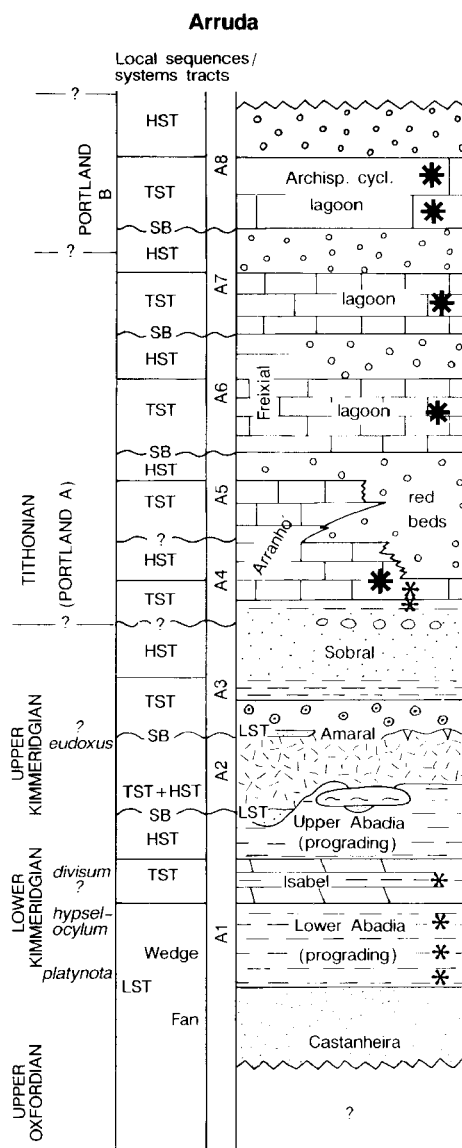 Arruda
Local sequences/
systems tracts
?
HST
TST
SB
HST
TST
SB
HST
TST
SB
HST
TST
?
HST
TST
?
HST
TST
SB
TST + HST
SB
HST
TST
Wedge
LST
Fan
PORTLAND
B
?
TITHONIAN
(PORTLAND A)
?
UPPER
KIMMERIDGIAN
?
eudoxus
LOWER
KIMMERIDGIAN
divisum
?
hypsel-
ocylum
platynota
UPPER
OXFORDIAN
A8
A7
A6
A5
A4
A3
A2
A1
Archisp. cycl.
lagoon
lagoon
Freixial
lagoon
red
beds
Arranhó
Sobral
LST
Amaral
LST
Upper Abadia
(prograding)
Isabel
Lower Abadia
(prograding)
Castanheira
?